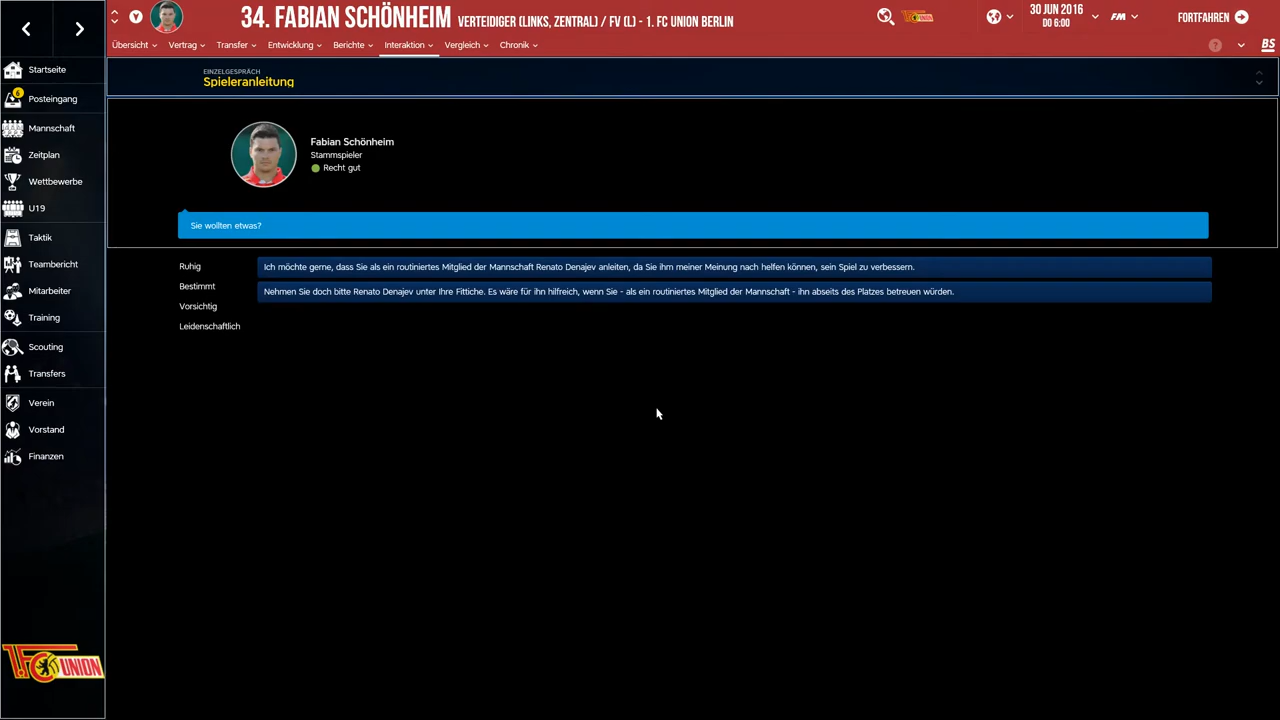 34. FABIAN SCHÖNHEIM VERTEIDIGER (LINKS, ZENTRAL) / FV (L) - 1. FC UNION BERLIN
30 JUN 2016
DO 6:00
FM
FORTFAHREN
Übersicht
Vertrag
Transfer
Entwicklung
Berichte
Interaktion
Vergleich
Chronik
?
BS
Startseite
6
Posteingang
Mannschaft
Zeitplan
Wettbewerbe
U19
Taktik
Teambericht
Mitarbeiter
Training
Scouting
Transfers
Verein
Vorstand
Finanzen
1.FC UNION
EINZELGESPRÄCH
Spieleranleitung
Fabian Schönheim
Stammspieler
Recht gut
Sie wollten etwas?
Ruhig
Bestimmt
Vorsichtig
Leidenschaftlich
Ich möchte gerne, dass Sie als ein routiniertes Mitglied der Mannschaft Renato Denajev anleiten, da Sie ihm meiner Meinung nach helfen können, sein Spiel zu verbessern.
Nehmen Sie doch bitte Renato Denajev unter Ihre Fittiche. Es wäre für ihn hilfreich, wenn Sie - als ein routiniertes Mitglied der Mannschaft - ihn abseits des Platzes betreuen würden.